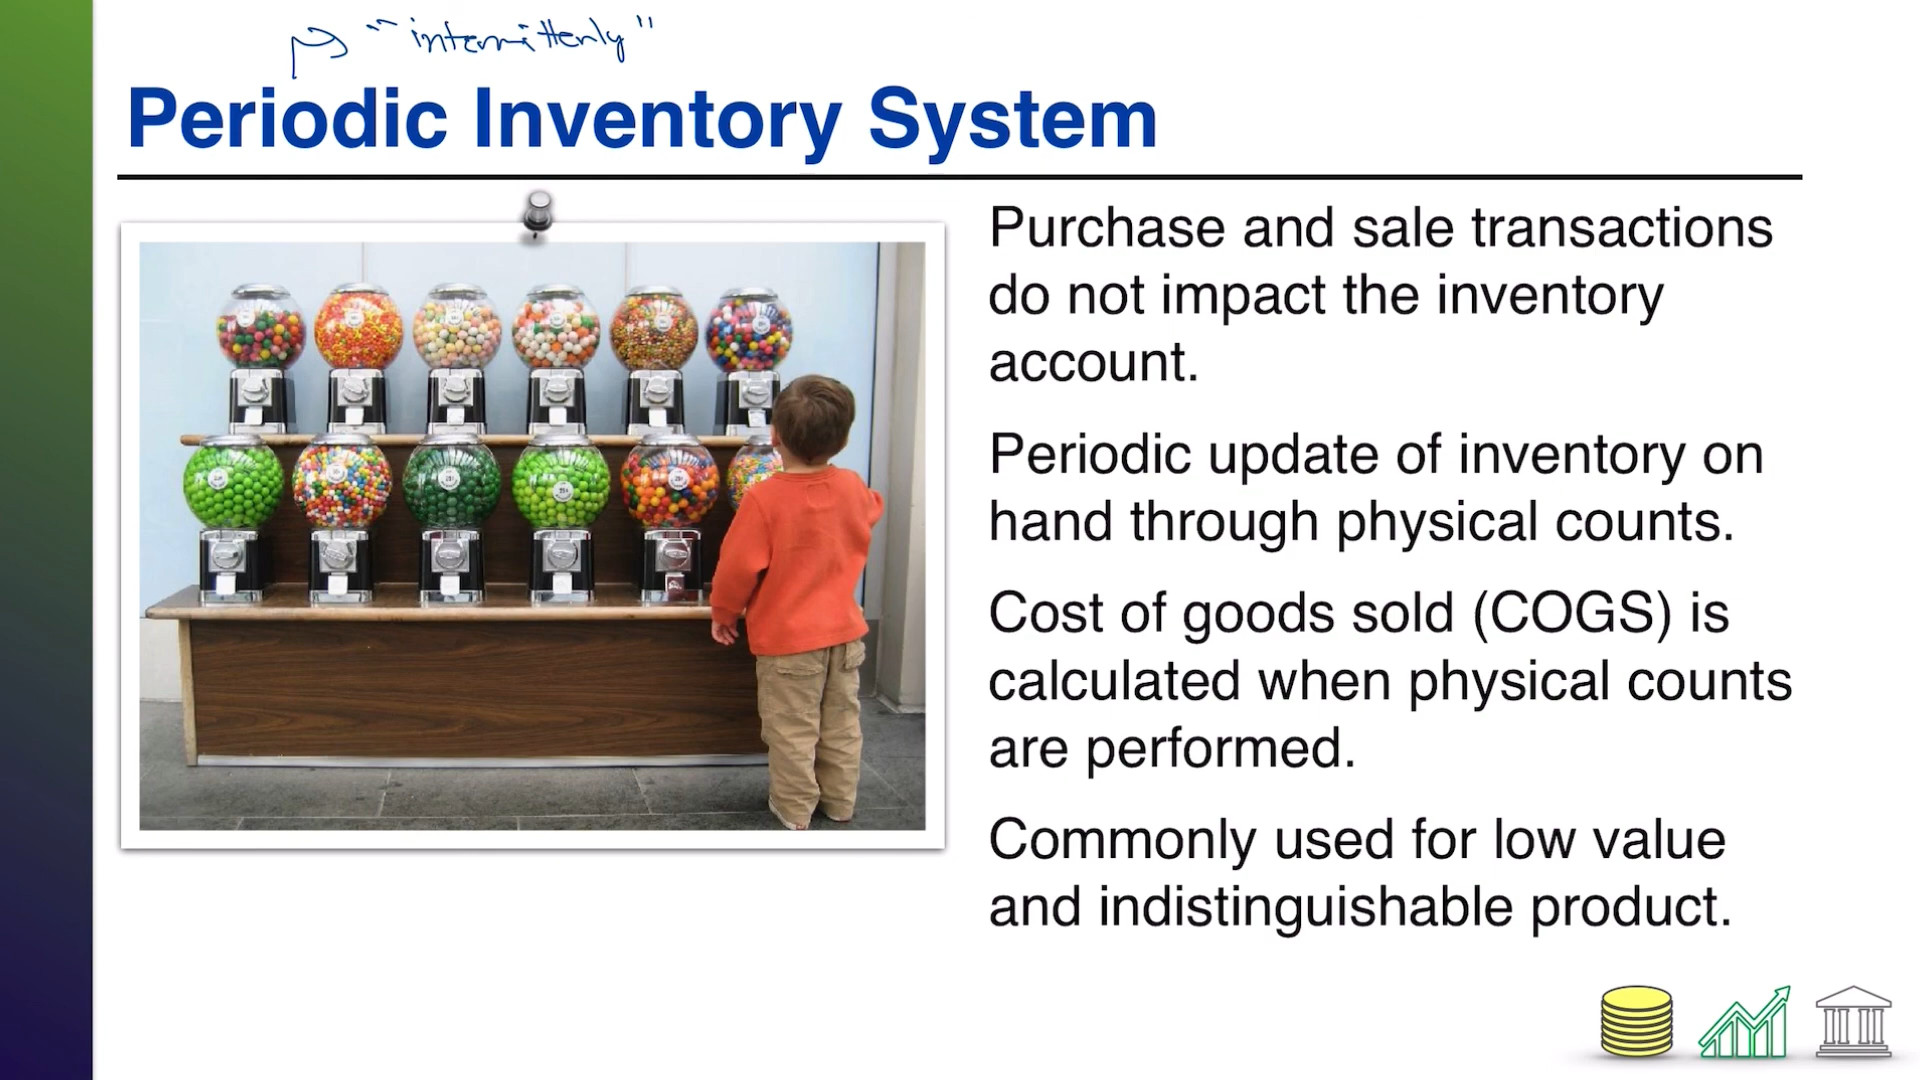 "intermittenly"
Periodic Inventory System
Purchase and sale transactions
do not impact the inventory
account.
Periodic update of inventory on
hand through physical counts.
Cost of goods sold (COGS) is
calculated when physical counts
are performed.
Commonly used for low value
and indistinguishable product.